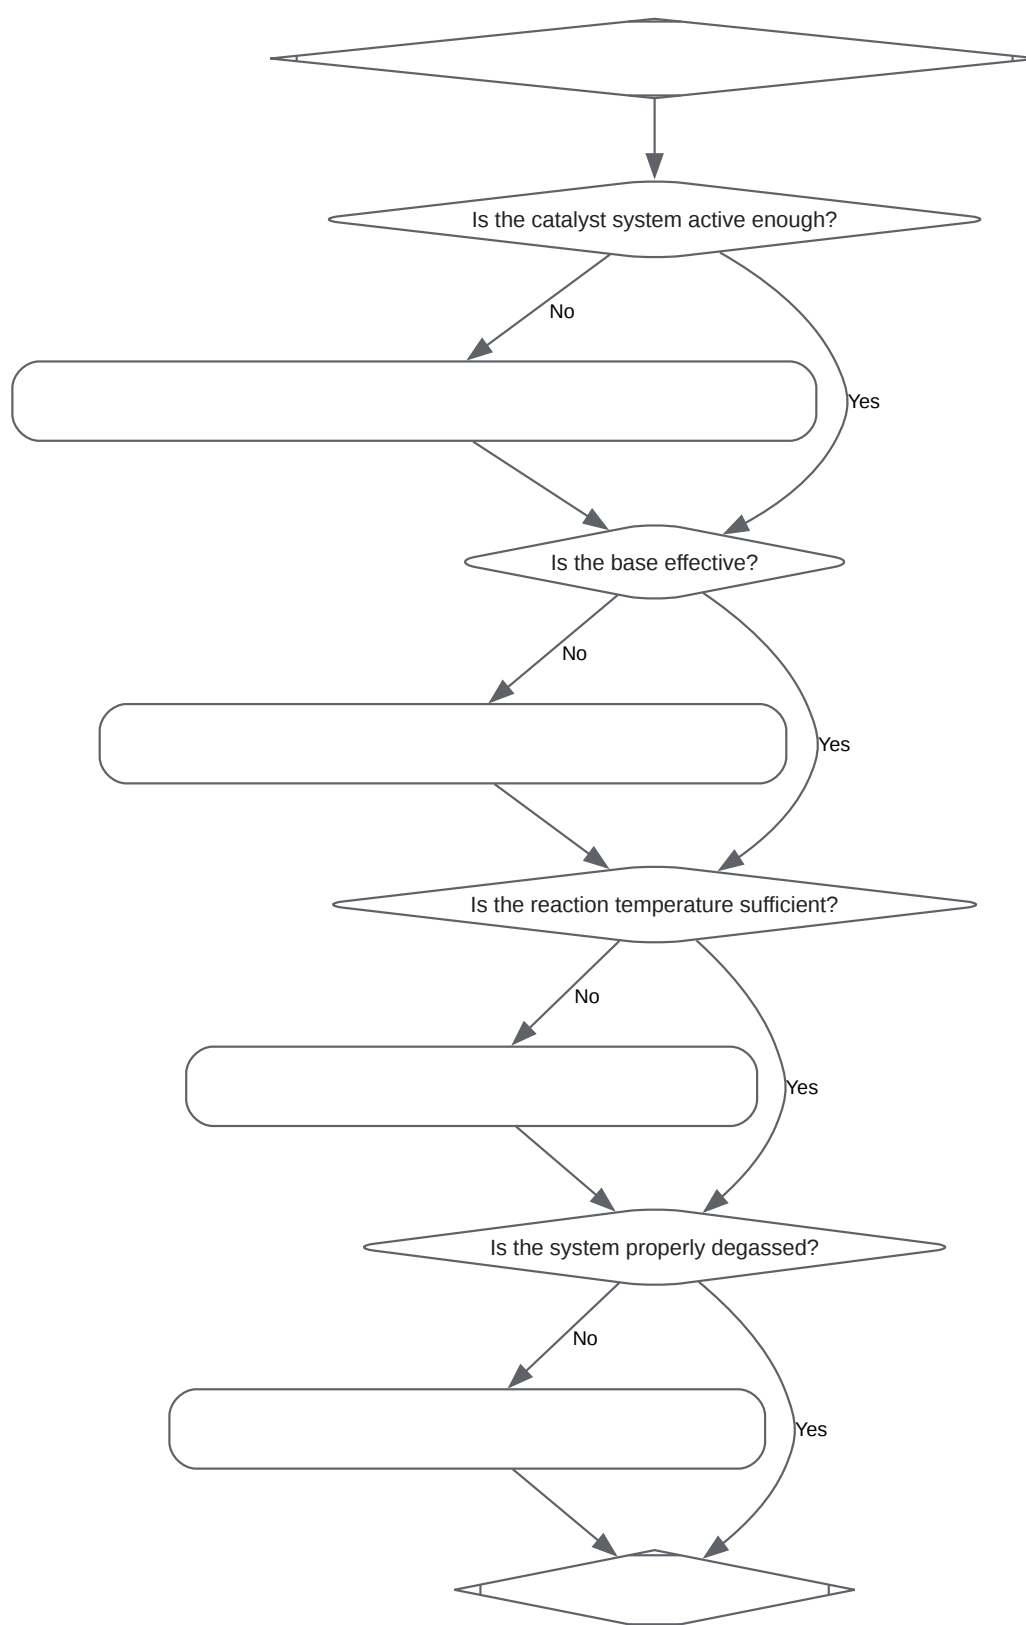 Is the catalyst system active enough?
No
Yes
Is the base effective?
No
Yes
Is the reaction temperature sufficient?
No
Yes
Is the system properly degassed?
No
Yes